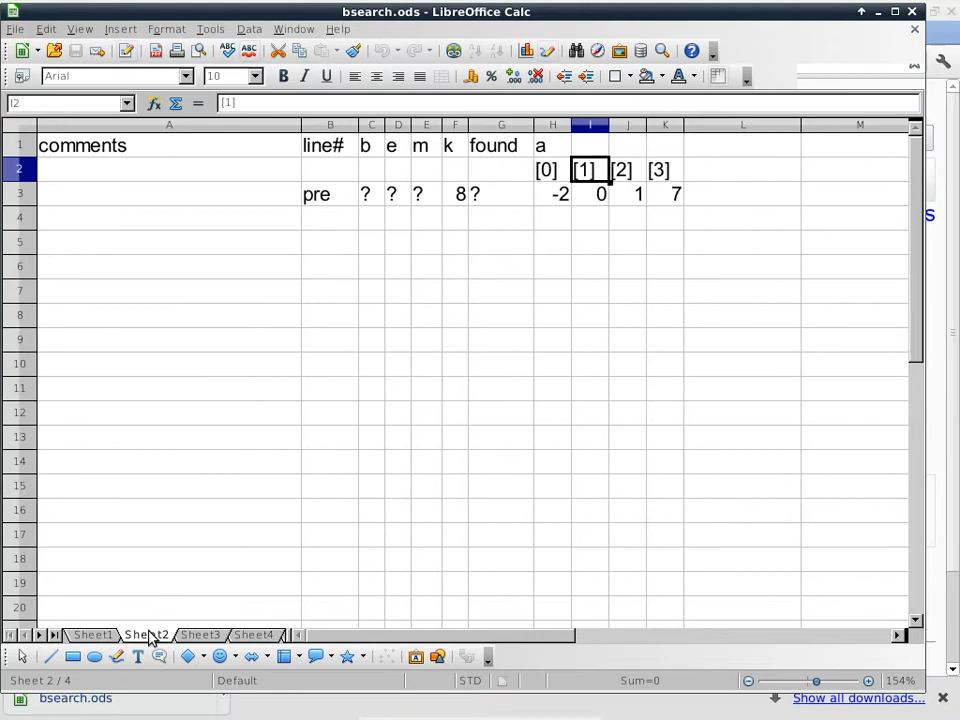 bsearch.ods - LibreOffice Calc
File Edit View Insert Format Tools Data Window Help
Arial 10
I2 [1]
A B C D E F G H I J K L M
1 comments line# b e m k found a
2 [0] [1] [2] [3]
3 pre ? ? ? 8 ? -2 0 1 7
4
5
6
7
8
9
10
11
12
13
14
15
16
17
18
19
20
Sheet1 Sheet2 Sheet3 Sheet4
Sheet 2 / 4 Default STD Sum=0 154%
bsearch.ods Show all downloads...